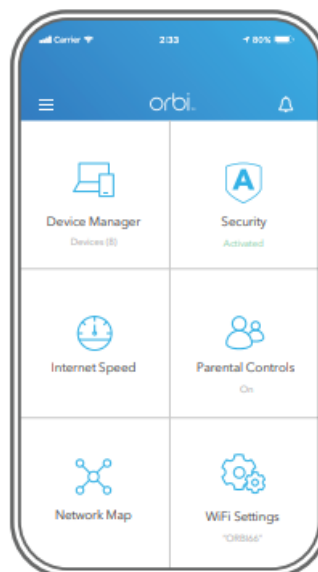 Carrier 2:33 80%
orbi
Device Manager Security
Devices (8) Activated
Internet Speed Parental Controls
On
Network Map WiFi Settings
"ORBI66"